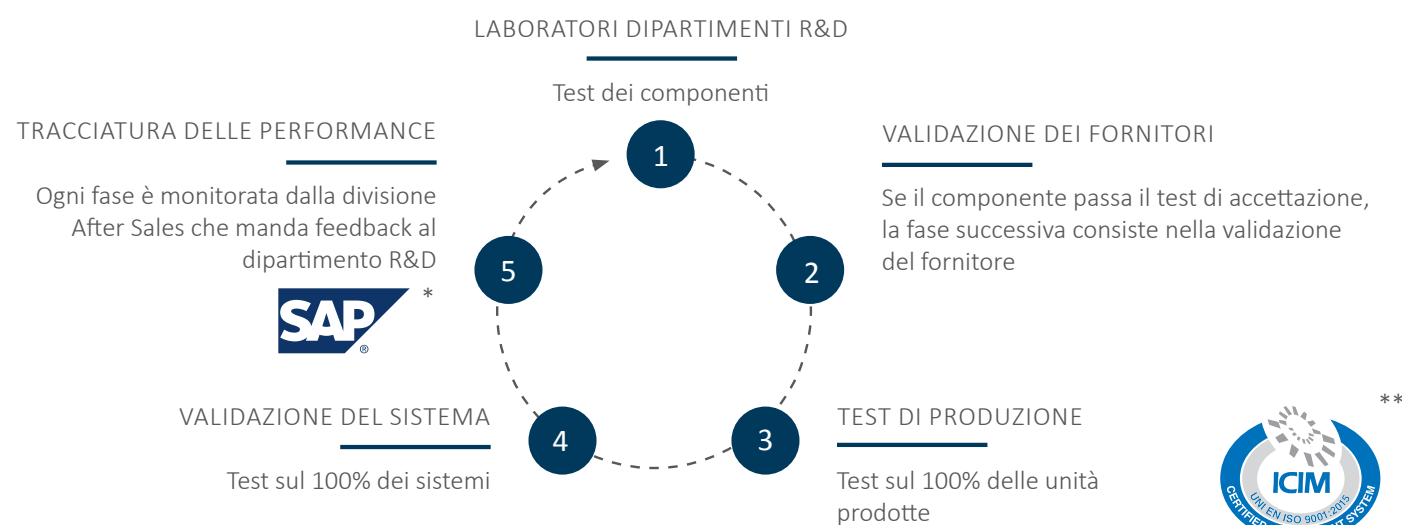 LABORATORI DIPARTIMENTI R&D
Test dei componenti
1
VALIDAZIONE DEI FORNITORI
Se il componente passa il test di accettazione,
la fase successiva consiste nella validazione
del fornitore
2
TEST DI PRODUZIONE
Test sul 100% delle unità
prodotte
3
VALIDAZIONE DEL SISTEMA
Test sul 100% dei sistemi
4
TRACCIATURA DELLE PERFORMANCE
Ogni fase è monitorata dalla divisione
After Sales che manda feedback al
dipartimento R&D
5
SAP ® *
**
ICIM
UNI EN ISO 9001:2015